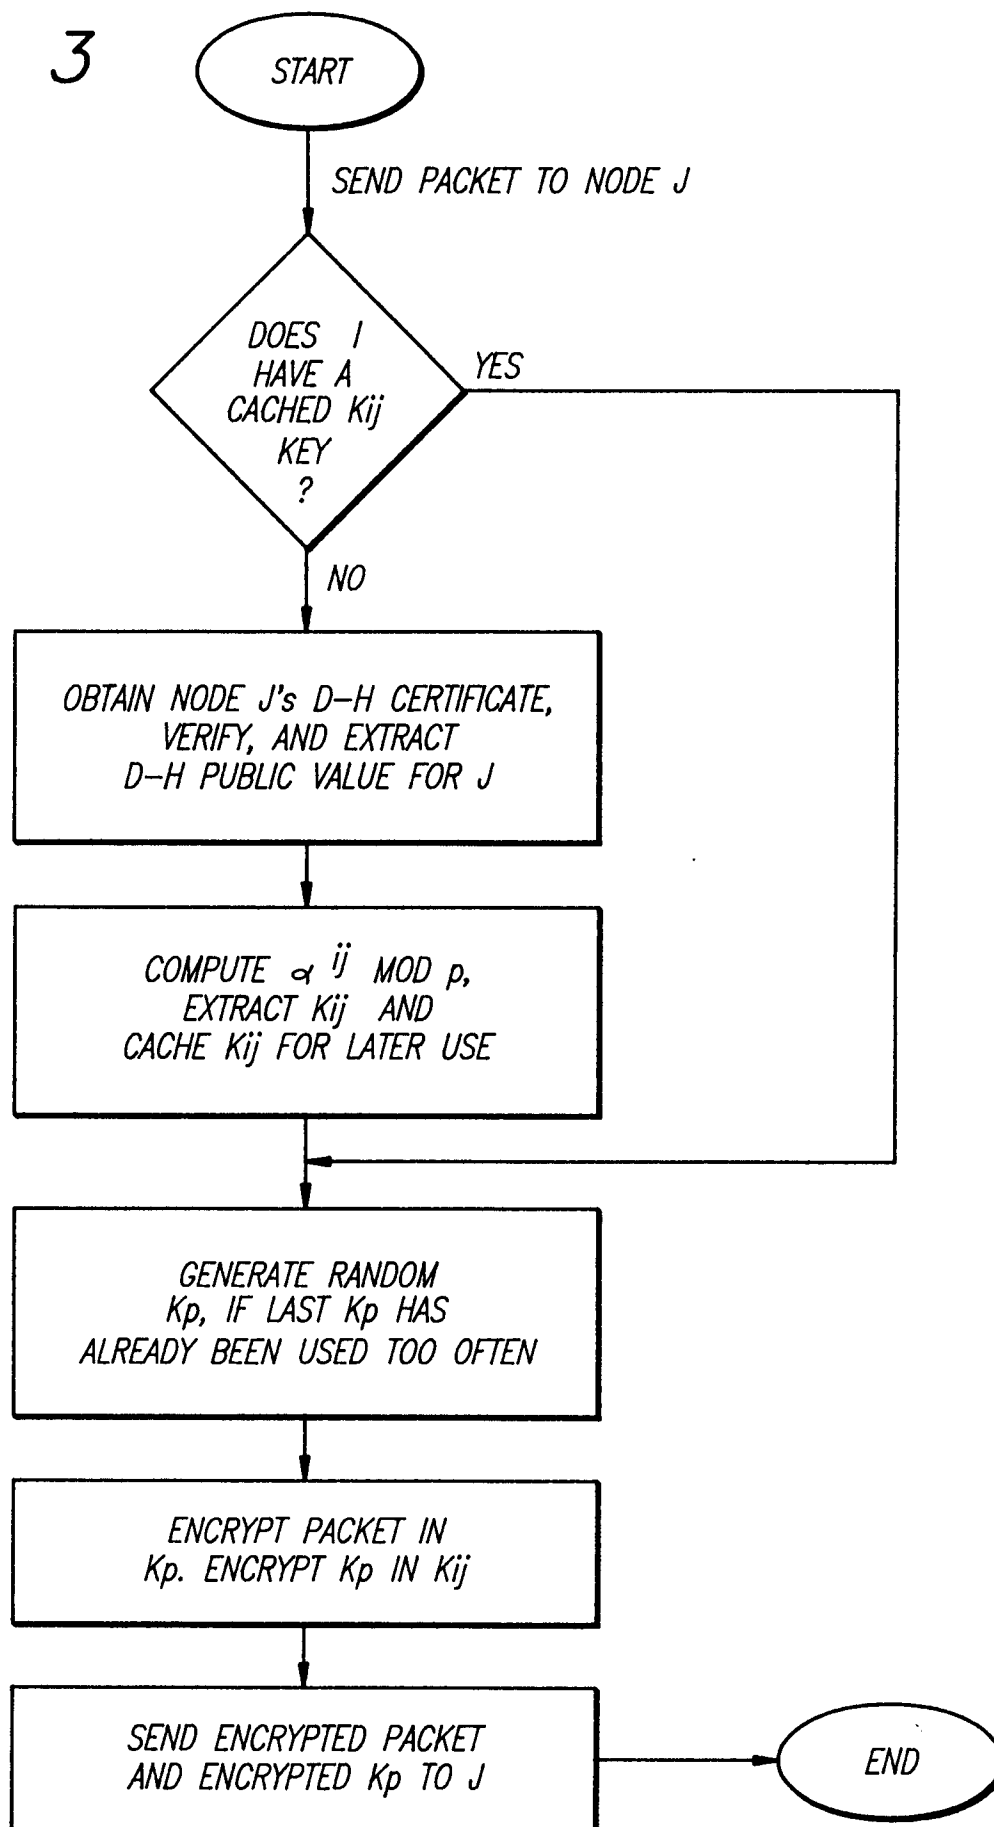 3
START
SEND PACKET TO NODE J
DOES I
HAVE A
CACHED Kij
KEY
?
YES
NO
OBTAIN NODE J's D-H CERTIFICATE,
VERIFY, AND EXTRACT
D-H PUBLIC VALUE FOR J
COMPUTE α ij MOD p,
EXTRACT Kij AND
CACHE Kij FOR LATER USE
GENERATE RANDOM
Kp, IF LAST Kp HAS
ALREADY BEEN USED TOO OFTEN
ENCRYPT PACKET IN
Kp. ENCRYPT Kp IN Kij
SEND ENCRYPTED PACKET
AND ENCRYPTED Kp TO J
END